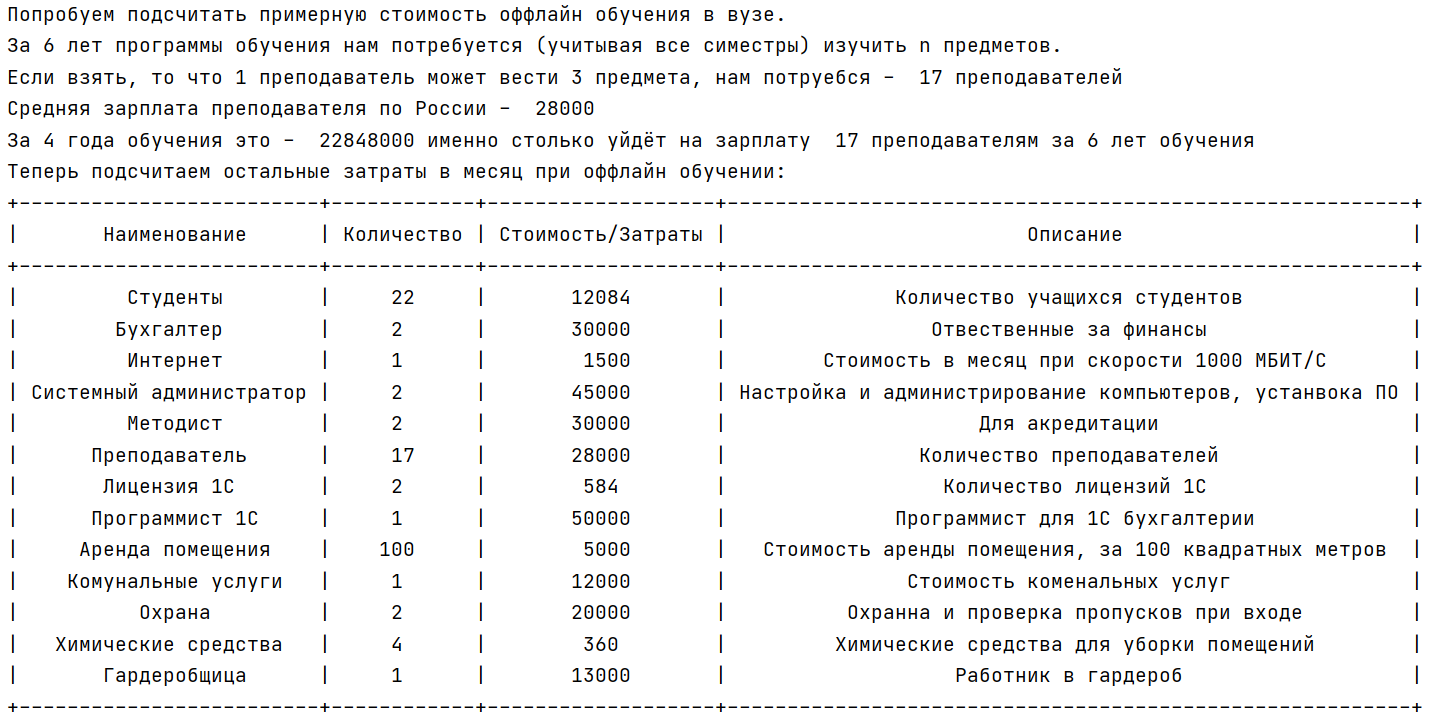 Попробуем подсчитать примерную стоимость оффлайн обучения в вузе.
За 6 лет программы обучения нам потребуется (учитывая все симестры) изучить n предметов.
Если взять, то что 1 преподаватель может вести 3 предмета, нам потруебся -  17 преподавателей
Средняя зарплата преподавателя по России -  28000
За 4 года обучения это -  22848000 именно столько уйдёт на зарплату  17 преподавателям за 6 лет обучения
Теперь подсчитаем остальные затраты в месяц при оффлайн обучении:
| Наименование | Количество | Стоимость/Затраты | Описание |
| Студенты | 22 | 12084 | Количество учащихся студентов |
| Бухгалтер | 2 | 30000 | Отвественные за финансы |
| Интернет | 1 | 1500 | Стоимость в месяц при скорости 1000 МБИТ/С |
| Системный администратор | 2 | 45000 | Настройка и администрирование компьютеров, устанвока ПО |
| Методист | 2 | 30000 | Для акредитации |
| Преподаватель | 17 | 28000 | Количество преподавателей |
| Лицензия 1С | 2 | 584 | Количество лицензий 1С |
| Программист 1С | 1 | 50000 | Программист для 1С бухгалтерии |
| Аренда помещения | 100 | 5000 | Стоимость аренды помещения, за 100 квадратных метров |
| Комунальные услуги | 1 | 12000 | Стоимость коменальных услуг |
| Охрана | 2 | 20000 | Охранна и проверка пропусков при входе |
| Химические средства | 4 | 360 | Химические средства для уборки помещений |
| Гардеробщица | 1 | 13000 | Работник в гардероб |